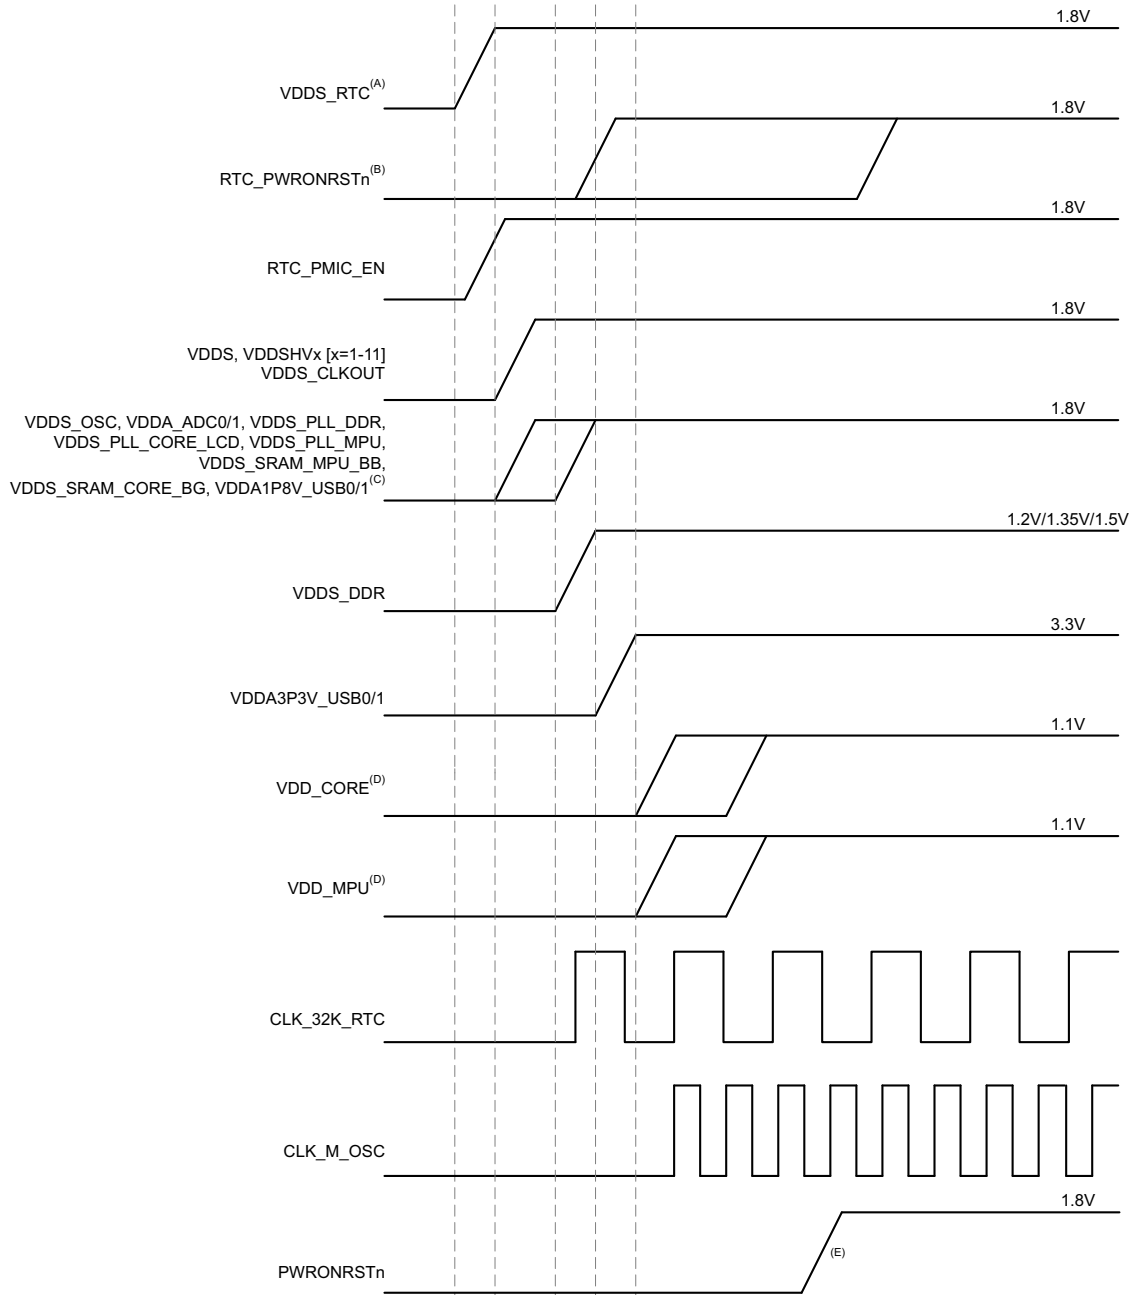 1.8V
VDDS_RTC(A)
1.8V
RTC_PWRONRSTn(B)
1.8V
RTC_PMIC_EN
1.8V
VDDS, VDDSHVx [x=1-11]
VDDS_CLKOUT
1.8V
VDDS_OSC, VDDA_ADC0/1, VDDS_PLL_DDR,
VDDS_PLL_CORE_LCD, VDDS_PLL_MPU,
VDDS_SRAM_MPU_BB,
VDDS_SRAM_CORE_BG, VDDA1P8V_USB0/1(C)
1.2V/1.35V/1.5V
VDDS_DDR
3.3V
VDDA3P3V_USB0/1
1.1V
VDD_CORE(D)
1.1V
VDD_MPU(D)
CLK_32K_RTC
CLK_M_OSC
1.8V
(E)
PWRONRSTn